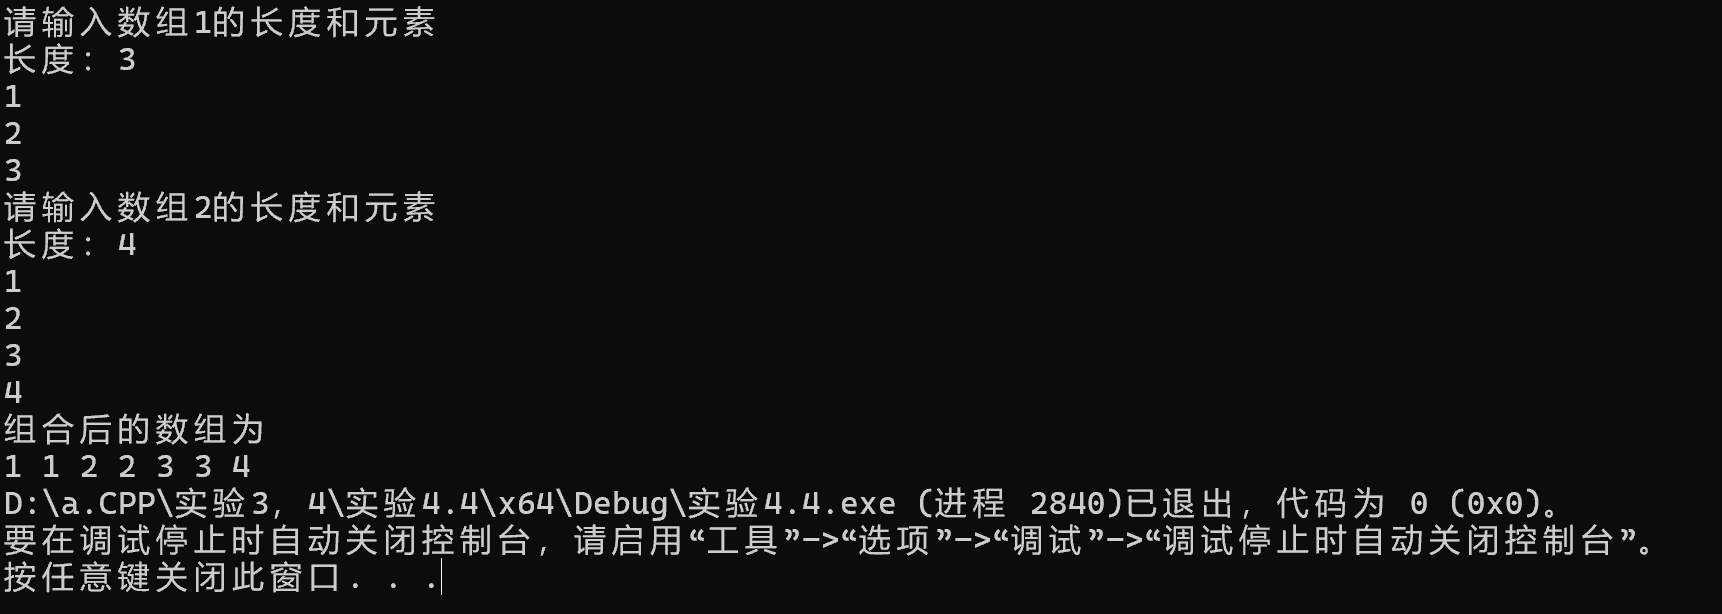 请输入数组1的长度和元素
长度：3
1
2
3
请输入数组2的长度和元素
长度：4
1
2
3
4
组合后的数组为
1 1 2 2 3 3 4
D:\a.CPP\实验3，4\实验4.4\x64\Debug\实验4.4.exe (进程 2840)已退出，代码为 0 (0x0)。
要在调试停止时自动关闭控制台，请启用“工具”->“选项”->“调试”->“调试停止时自动关闭控制台”。
按任意键关闭此窗口. . .